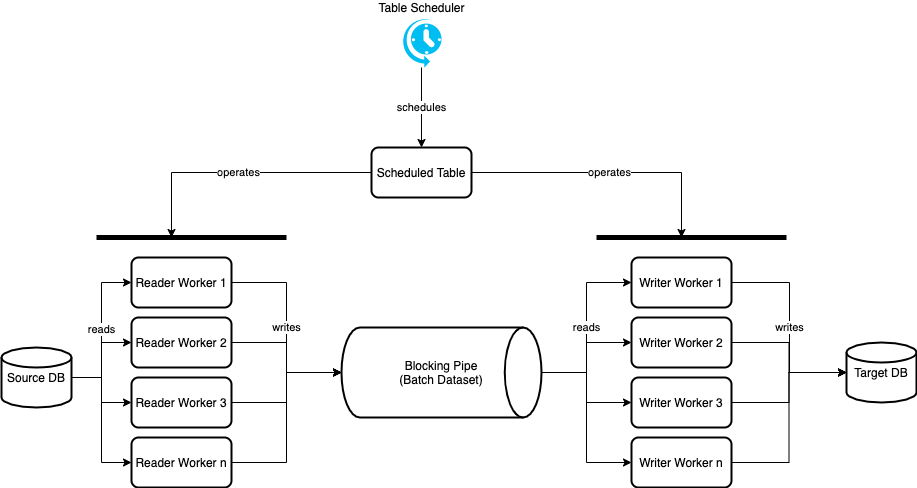 Table Scheduler
schedules
Scheduled Table
operates
operates
Reader Worker 1
Reader Worker 2
Reader Worker 3
Reader Worker n
reads
writes
Source DB
Blocking Pipe
(Batch Dataset)
reads
writes
Writer Worker 1
Writer Worker 2
Writer Worker 3
Writer Worker n
Target DB